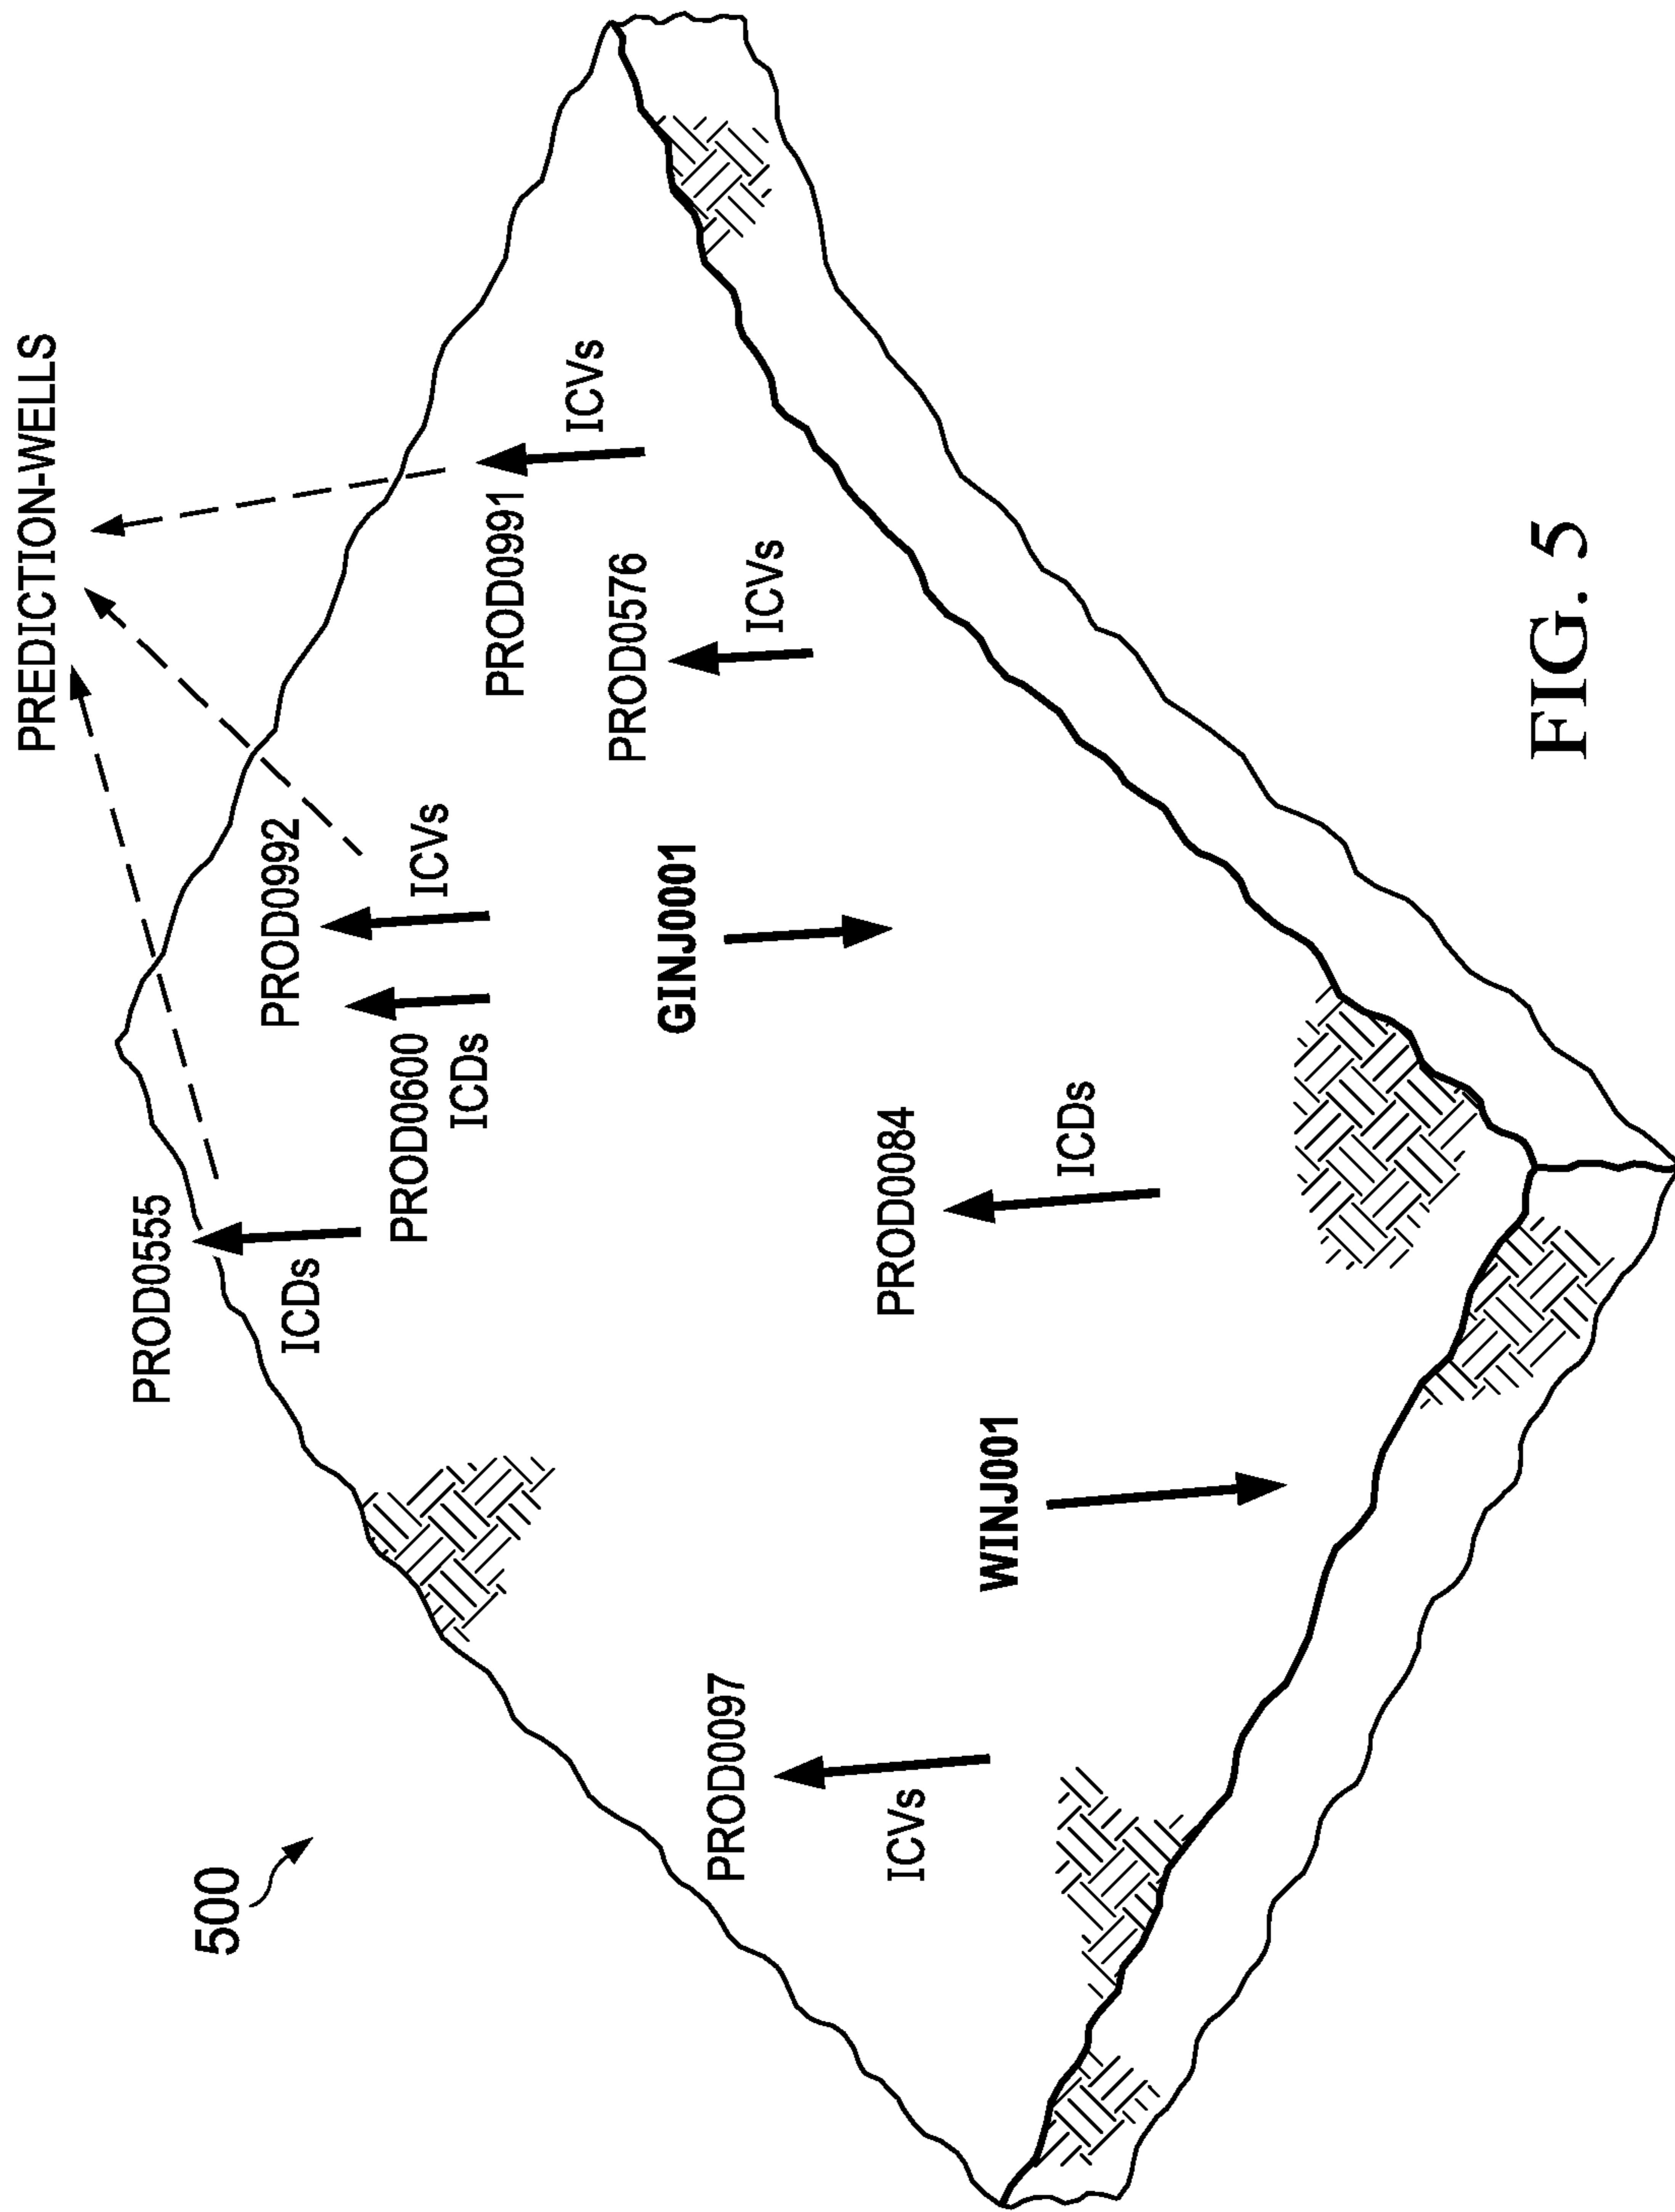 PREDICTION-WELLS
500
PROD0555
ICDs
PROD0992
ICVs
PROD0600
ICDs
PROD0991
ICVs
PROD0576
ICVs
GINJ0001
PROD0097
ICVs
PROD0084
ICDs
WINJ001
FIG. 5